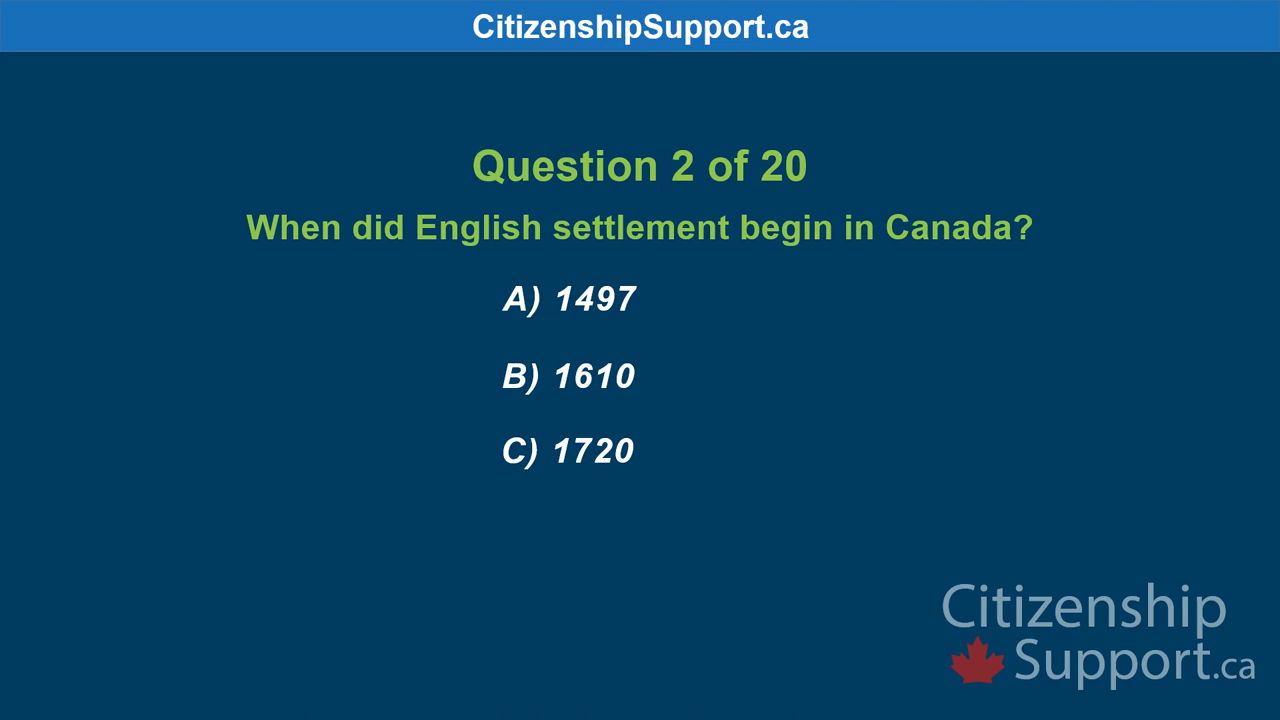 CitizenshipSupport.ca
Question 2 of 20
When did English settlement begin in Canada?
A) 1497
B) 1610
C) 1720
Citizenship
Support.ca